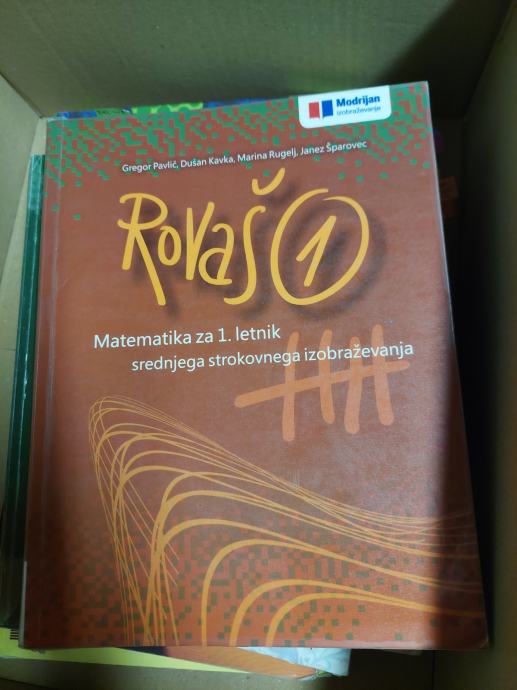 Modrijan
izobraževanje
Gregor Pavlič, Dušan Kavka, Marina Rugelj, Janez Šparovec
Rovaš 1
Matematika za 1. letnik
srednjega strokovnega izobraževanja